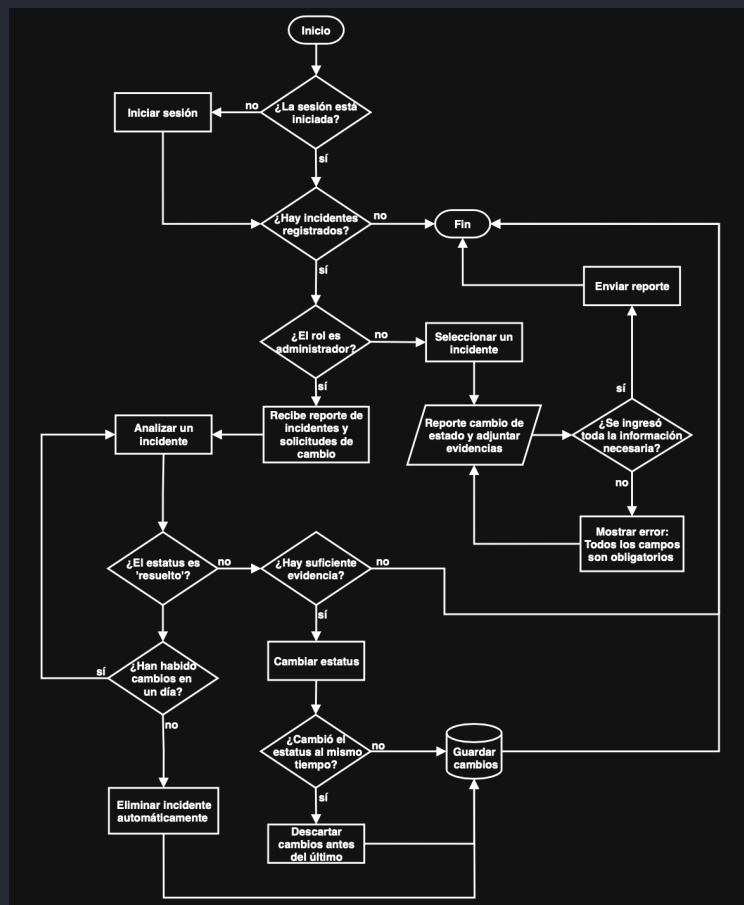 Inicio
¿La sesión está
iniciada?
no
Iniciar sesión
sí
¿Hay incidentes
registrados?
no
Fin
sí
Enviar reporte
¿El rol es
administrador?
no
Seleccionar un
incidente
sí
sí
Recibe reporte de
incidentes y
solicitudes de
cambio
Analizar un
incidente
Reporte cambio de
estado y adjuntar
evidencias
¿Se ingresó
toda la información
necesaria?
no
Mostrar error:
Todos los campos
son obligatorios
¿El estatus es
'resuelto'?
no
¿Hay suficiente
evidencia?
no
sí
¿Han habido
cambios en
un día?
sí
no
Cambiar estatus
¿Cambió el
estatus al mismo
tiempo?
no
Guardar
cambios
sí
Eliminar incidente
automáticamente
Descartar
cambios antes
del último